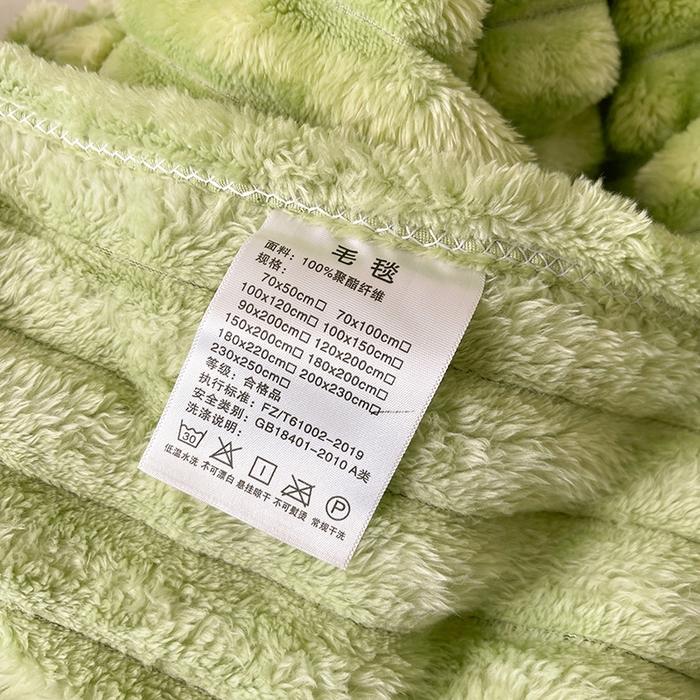 毛毯
面料：100%聚酯纤维
规格：
70x50cm□ 70x100cm□
100x120cm□ 100x150cm□
90x200cm□ 120x200cm□
150x200cm□ 180x200cm□
180x220cm□ 200x230cm□
230x250cm□
等级：合格品
执行标准：FZ/T61002-2019
安全类别：GB18401-2010 A类
洗涤说明：
30 P
低温水洗 不可漂白 悬挂晾干 不可熨烫 常规干洗